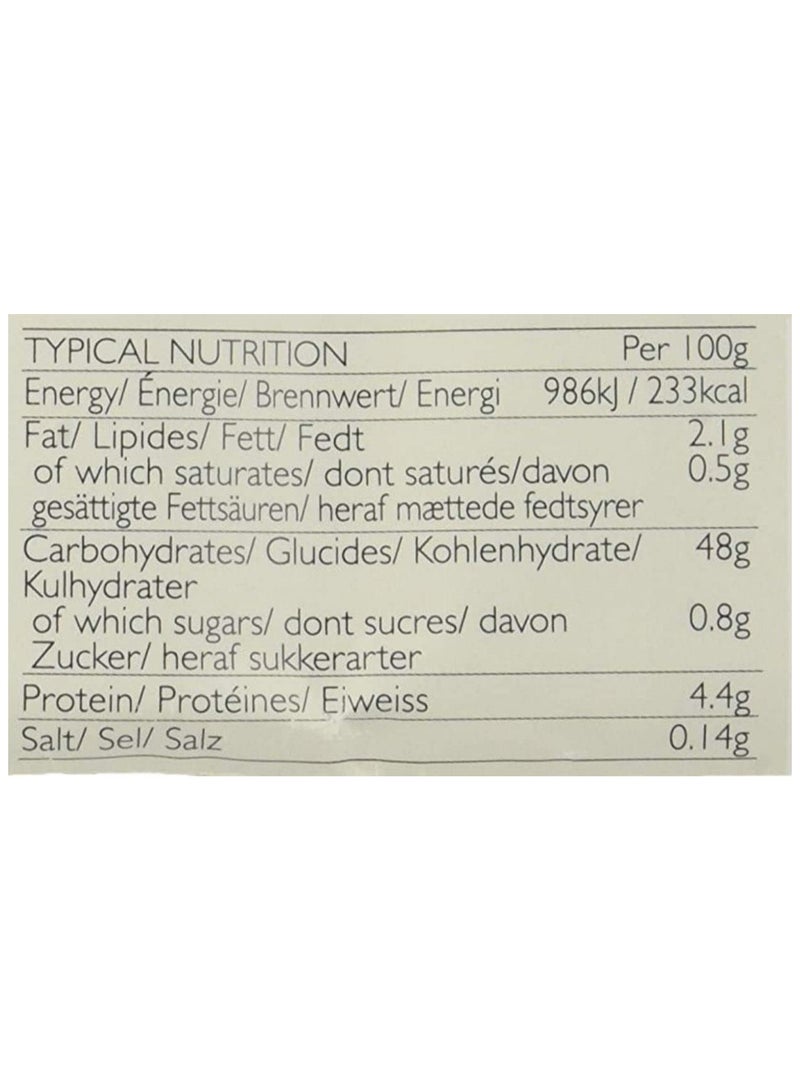 TYPICAL NUTRITION Per 100g
Energy/ Énergie/ Brennwert/ Energi 986kJ / 233kcal
Fat/ Lipides/ Fett/ Fedt 2.1g
of which saturates/ dont saturés/davon 0.5g
gesättigte Fettsäuren/ heraf mættede fedtsyrer
Carbohydrates/ Glucides/ Kohlenhydrate/ 48g
Kulhydrater
of which sugars/ dont sucres/ davon 0.8g
Zucker/ heraf sukkerarter
Protein/ Protéines/ Eiweiss 4.4g
Salt/ Sel/ Salz 0.14g